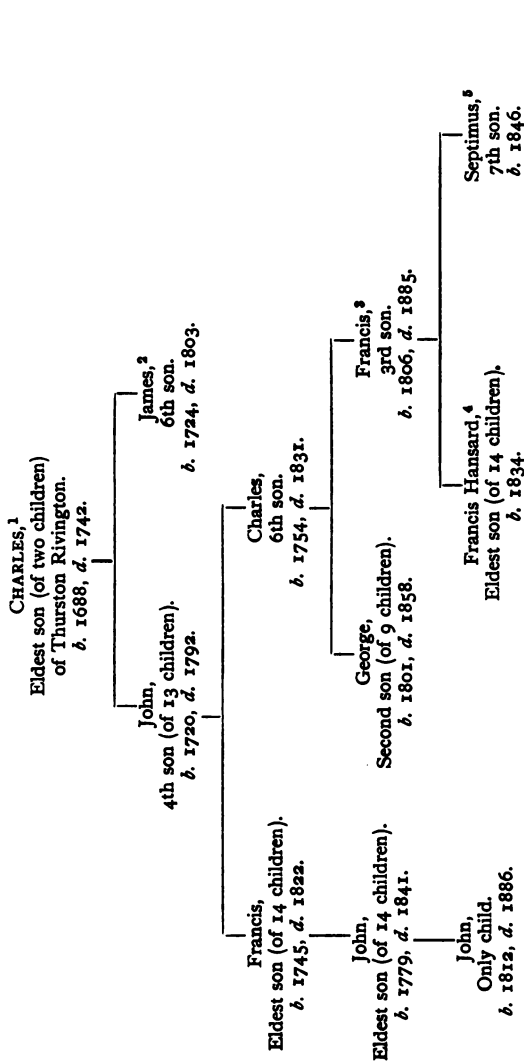 CHARLES,¹
Eldest son (of two children)
of Thurston Rivington.
b. 1688, d. 1742.
John,
4th son (of 13 children).
b. 1720, d. 1792.
James,²
6th son.
b. 1724, d. 1803.
Francis,
Eldest son (of 14 children).
b. 1745, d. 1822.
Charles,
6th son.
b. 1754, d. 1831.
John,
Eldest son (of 14 children).
b. 1779, d. 1841.
George,
Second son (of 9 children).
b. 1801, d. 1858.
Francis,³
3rd son.
b. 1806, d. 1885.
John,
Only child.
b. 1812, d. 1886.
Francis Hansard,⁴
Eldest son (of 14 children).
b. 1834.
Septimus,⁵
7th son.
b. 1846.